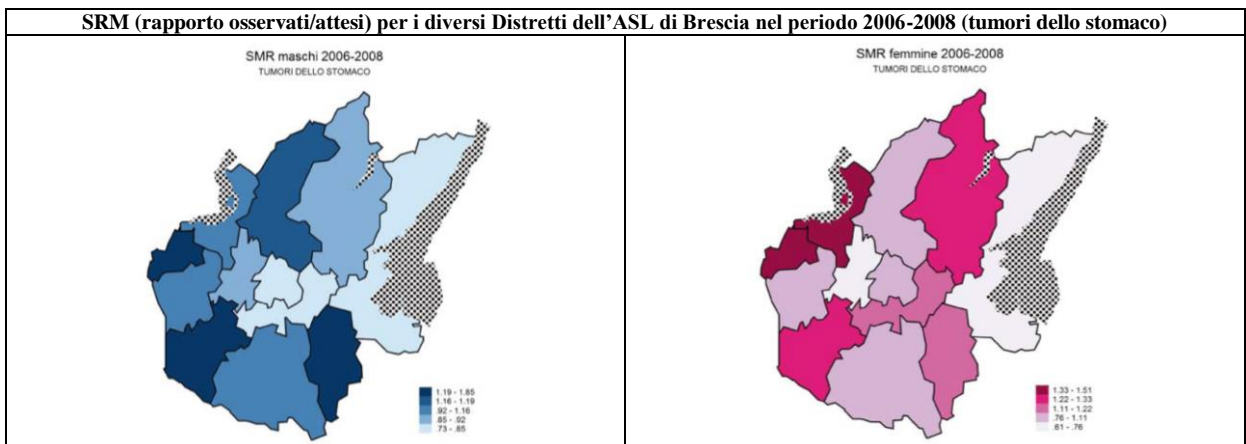 SRM (rapporto osservati/attesi) per i diversi Distretti dell’ASL di Brescia nel periodo 2006-2008 (tumori dello stomaco)
SMR maschi 2006-2008
TUMORI DELLO STOMACO
1.19 - 1.85
1.16 - 1.19
.92 - 1.16
.85 - .92
.73 - .85
SMR femmine 2006-2008
TUMORI DELLO STOMACO
1.33 - 1.51
1.22 - 1.33
1.11 - 1.22
.76 - 1.11
.61 - .76